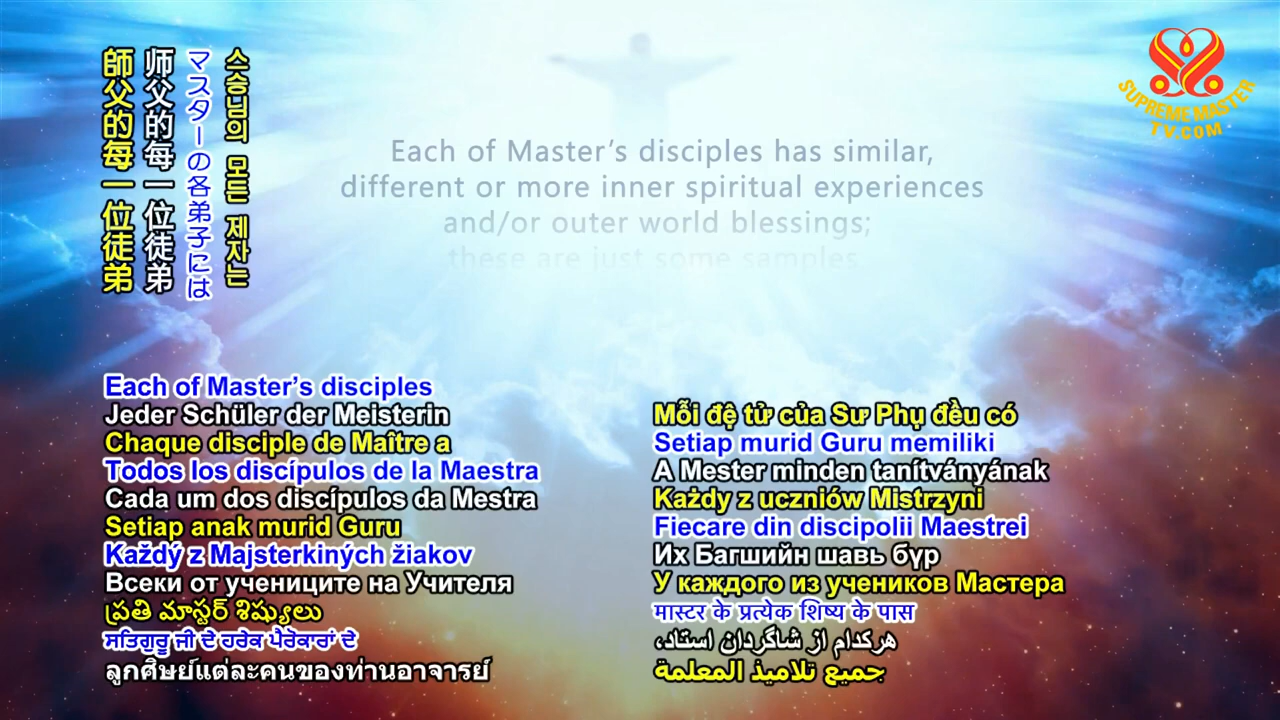 師父的每一位徒弟
师父的每一位徒弟
マスターの各弟子には
스승님의 모든 제자는
SUPREME MASTER
TV.COM
Each of Master’s disciples has similar,
different or more inner spiritual experiences
and/or outer world blessings;
these are just some samples.
Each of Master’s disciples
Jeder Schüler der Meisterin
Chaque disciple de Maître a
Todos los discípulos de la Maestra
Cada um dos discípulos da Mestra
Setiap anak murid Guru
Každý z Majsterkiných žiakov
Всеки от учениците на Учителя
ప్రతి మాస్టర్ శిష్యులు
ਸਤਿਗੁਰੂ ਜੀ ਦੇ ਹਰੇਕ ਪੈਰੋਕਾਰਾਂ ਦੇ
ลูกศิษย์แต่ละคนของท่านอาจารย์
Mỗi đệ tử của Sư Phụ đều có
Setiap murid Guru memiliki
A Mester minden tanítványának
Każdy z uczniów Mistrzyni
Fiecare din discipolii Maestrei
Их Багшийн шавь бүр
У каждого из учеников Мастера
मास्टर के प्रत्येक शिष्य के पास
هرکدام از شاگردان استاد،
جميع تلاميذ المعلمة